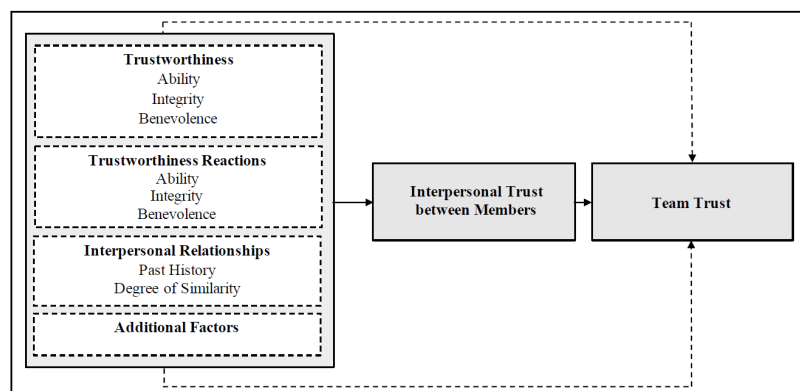 Trustworthiness
Ability
Integrity
Benevolence
Trustworthiness Reactions
Ability
Integrity
Benevolence
Interpersonal Relationships
Past History
Degree of Similarity
Additional Factors
Interpersonal Trust
between Members
Team Trust